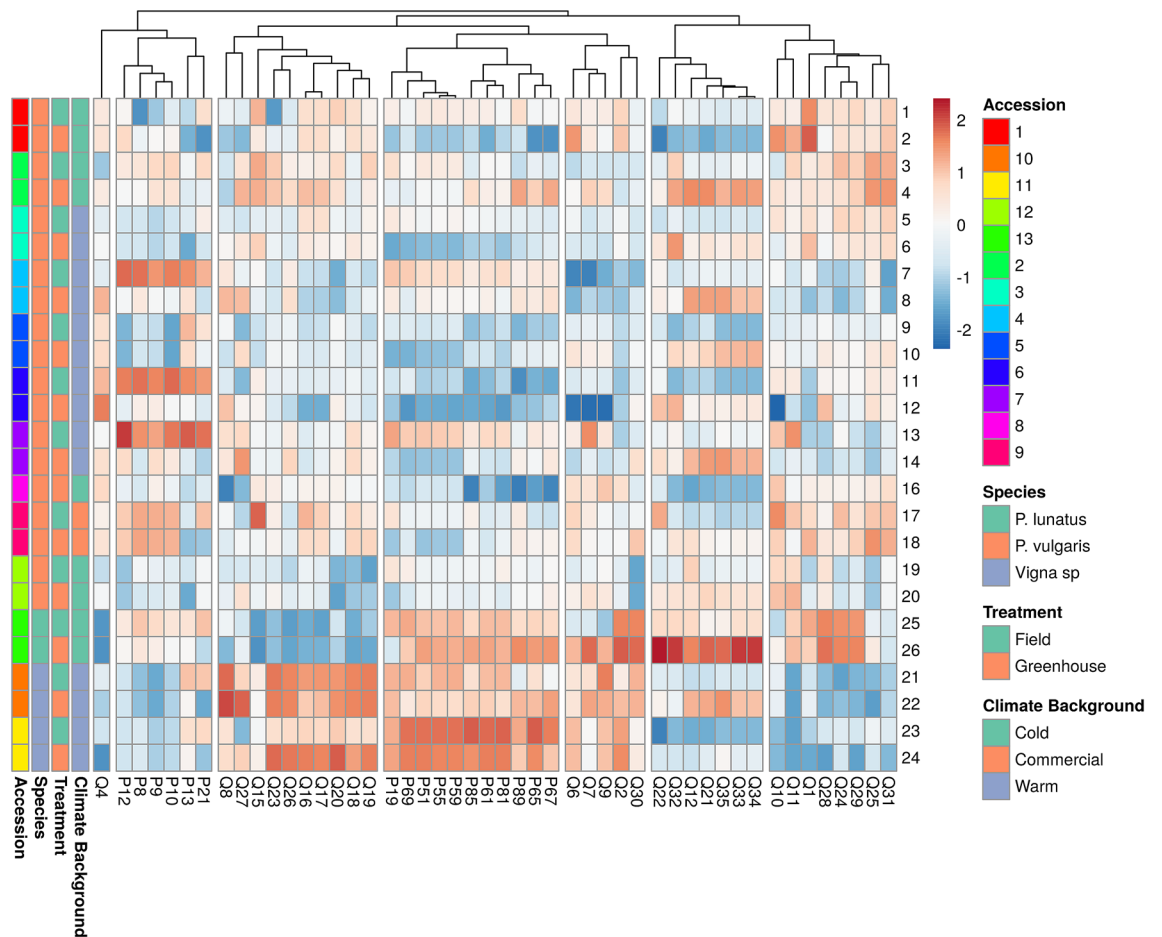 1
2
3
4
5
6
7
8
9
10
11
12
13
14
16
17
18
19
20
25
26
21
22
23
24
2
1
0
-1
-2
Accession
1
10
11
12
13
2
3
4
5
6
7
8
9
Species
P. lunatus
P. vulgaris
Vigna sp
Treatment
Field
Greenhouse
Climate Background
Cold
Commercial
Warm
Accession
Species
Treatment
Climate Background
Q4
P12
P8
P9
P10
P13
P21
Q8
Q27
Q15
Q23
Q26
Q16
Q17
Q20
Q18
Q19
P19
P69
P51
P55
P59
P85
P61
P81
P89
P65
P67
Q6
Q7
Q9
Q2
Q30
Q22
Q32
Q12
Q21
Q35
Q33
Q34
Q10
Q11
Q1
Q28
Q24
Q29
Q25
Q31